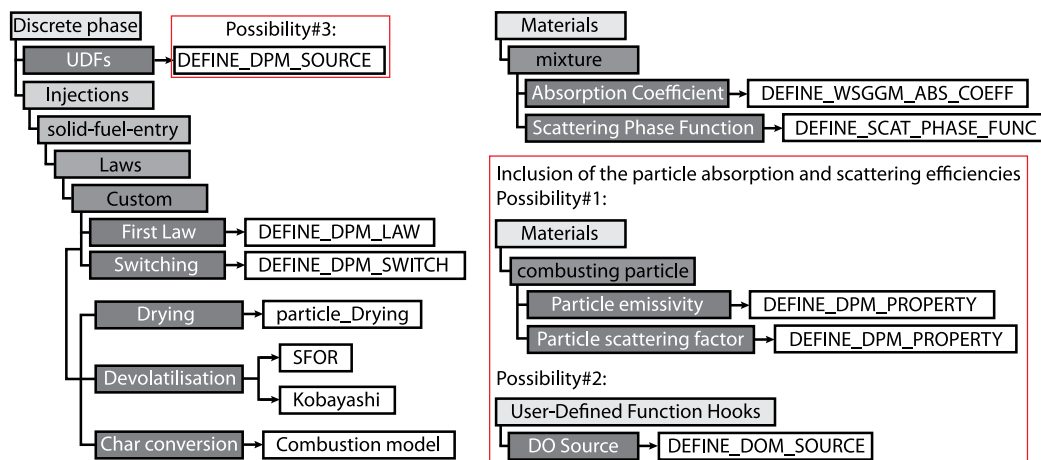 Discrete phase
Possibility#3:
UDFs
DEFINE_DPM_SOURCE
Injections
solid-fuel-entry
Laws
Custom
First Law
DEFINE_DPM_LAW
Switching
DEFINE_DPM_SWITCH
Drying
particle_Drying
Devolatilisation
SFOR
Kobayashi
Char conversion
Combustion model
Materials
mixture
Absorption Coefficient
DEFINE_WSGGM_ABS_COEFF
Scattering Phase Function
DEFINE_SCAT_PHASE_FUNC
Inclusion of the particle absorption and scattering efficiencies
Possibility#1:
Materials
combusting particle
Particle emissivity
DEFINE_DPM_PROPERTY
Particle scattering factor
DEFINE_DPM_PROPERTY
Possibility#2:
User-Defined Function Hooks
DO Source
DEFINE_DOM_SOURCE